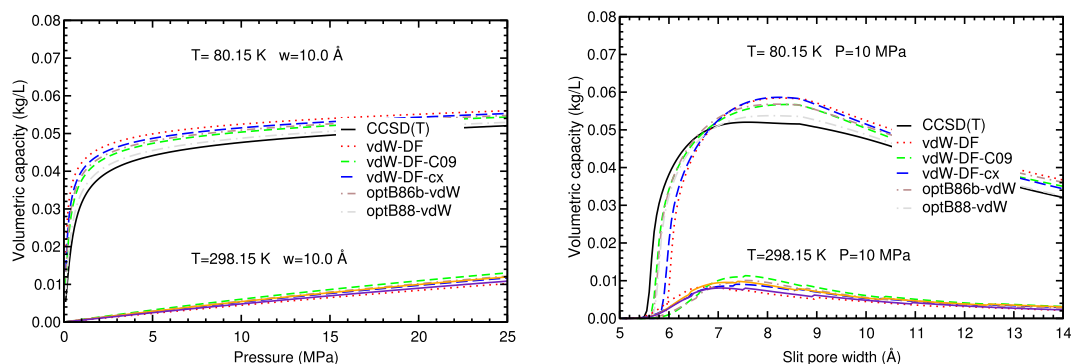 0.08
0.07
0.06
0.05
0.04
0.03
0.02
0.01
0.00
Volumetric capacity (kg/L)
T= 80.15 K w=10.0 Å
CCSD(T)
vdW-DF
vdW-DF-C09
vdW-DF-cx
optB86b-vdW
optB88-vdW
T=298.15 K w=10.0 Å
0 5 10 15 20 25
Pressure (MPa)
0.08
0.07
0.06
0.05
0.04
0.03
0.02
0.01
0.00
Volumetric capacity (kg/L)
T= 80.15 K P=10 MPa
CCSD(T)
vdW-DF
vdW-DF-C09
vdW-DF-cx
optB86b-vdW
optB88-vdW
T=298.15 K P=10 MPa
5 6 7 8 9 10 11 12 13 14
Slit pore width (Å)